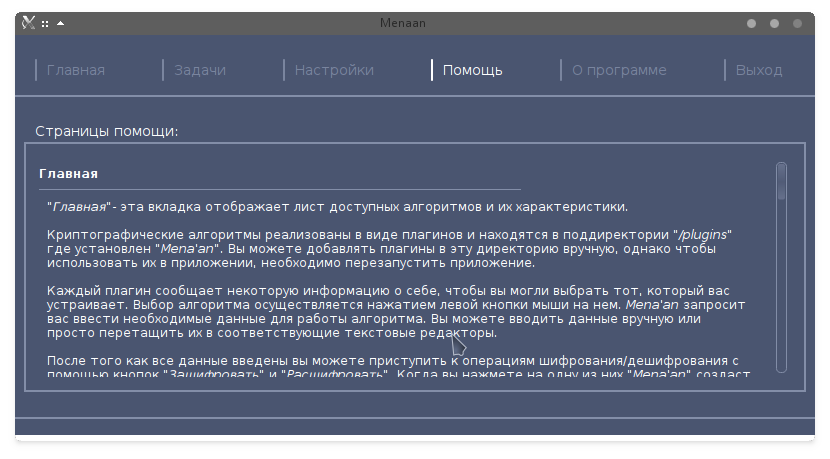 Menaan
Главная Задачи Настройки Помощь О программе Выход
Страницы помощи:
Главная
"Главная"- эта вкладка отображает лист доступных алгоритмов и их характеристики.
Криптографические алгоритмы реализованы в виде плагинов и находятся в поддиректории "/plugins"
где установлен "Mena'an". Вы можете добавлять плагины в эту директорию вручную, однако чтобы
использовать их в приложении, необходимо перезапустить приложение.
Каждый плагин сообщает некоторую информацию о себе, чтобы вы могли выбрать тот, который вас
устраивает. Выбор алгоритма осуществляется нажатием левой кнопки мыши на нем. Mena'an запросит
вас ввести необходимые данные для работы алгоритма. Вы можете вводить данные вручную или
просто перетащить их в соответствующие текстовые редакторы.
После того как все данные введены вы можете приступить к операциям шифрования/дешифрования с
помощью кнопок "Зашифровать" и "Расшифровать". Когда вы нажмете на одну из них "Mena'an" создаст